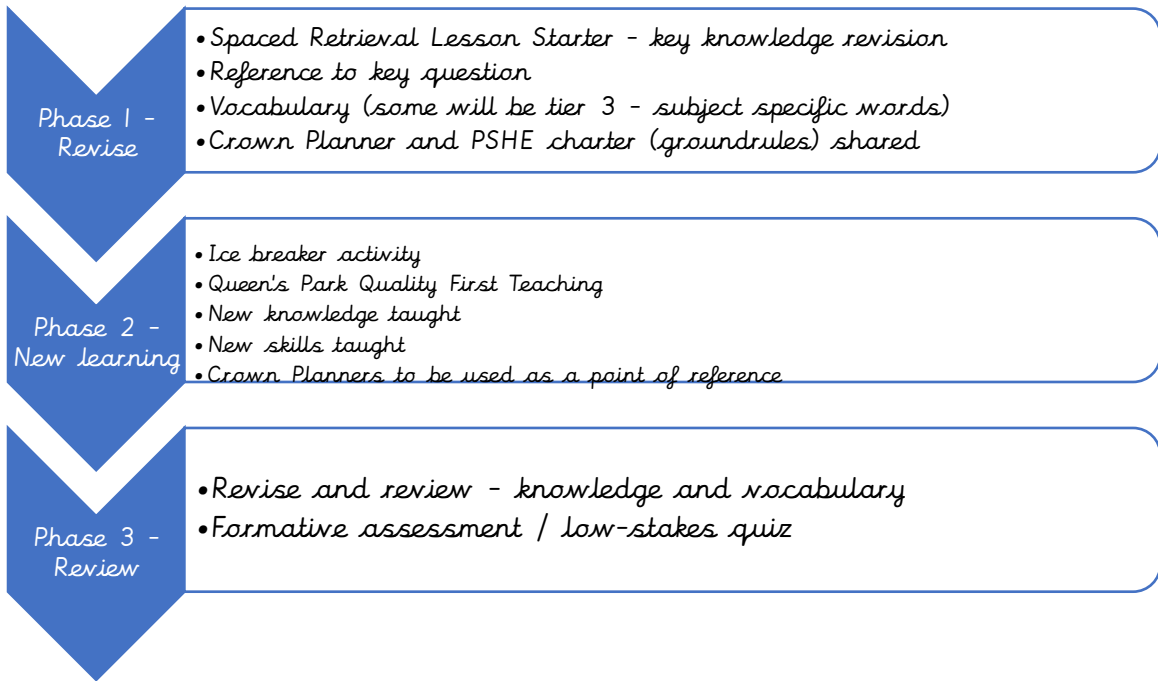 Phase 1 -
Revise
• Spaced Retrieval Lesson Starter - key knowledge revision
• Reference to key question
• Vocabulary (some will be tier 3 - subject specific words)
• Crown Planner and PSHE charter (groundrules) shared
Phase 2 -
New learning
• Ice breaker activity
• Queen's Park Quality First Teaching
• New knowledge taught
• New skills taught
• Crown Planners to be used as a point of reference
Phase 3 -
Review
• Revise and review - knowledge and vocabulary
• Formative assessment / low-stakes quiz